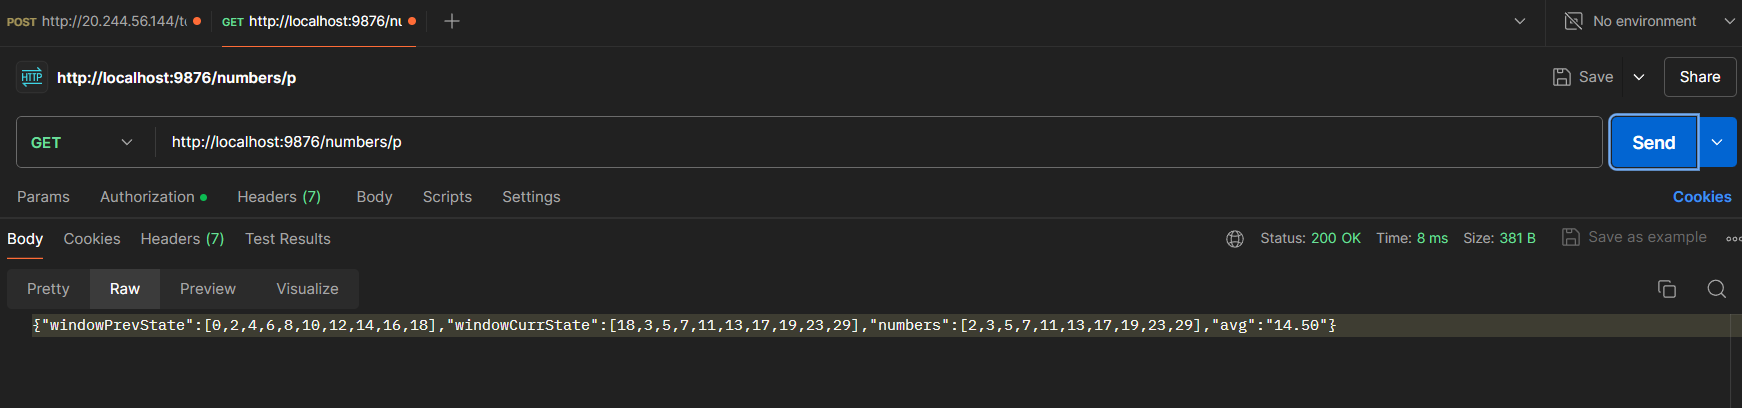 POST http://20.244.56.144/te GET http://localhost:9876/nu No environment
HTTP http://localhost:9876/numbers/p Save Share
GET http://localhost:9876/numbers/p Send
Params Authorization Headers (7) Body Scripts Settings Cookies
Body Cookies Headers (7) Test Results Status: 200 OK Time: 8 ms Size: 381 B Save as example
Pretty Raw Preview Visualize
{"windowPrevState":[0,2,4,6,8,10,12,14,16,18],"windowCurrState":[18,3,5,7,11,13,17,19,23,29],"numbers":[2,3,5,7,11,13,17,19,23,29],"avg":"14.50"}